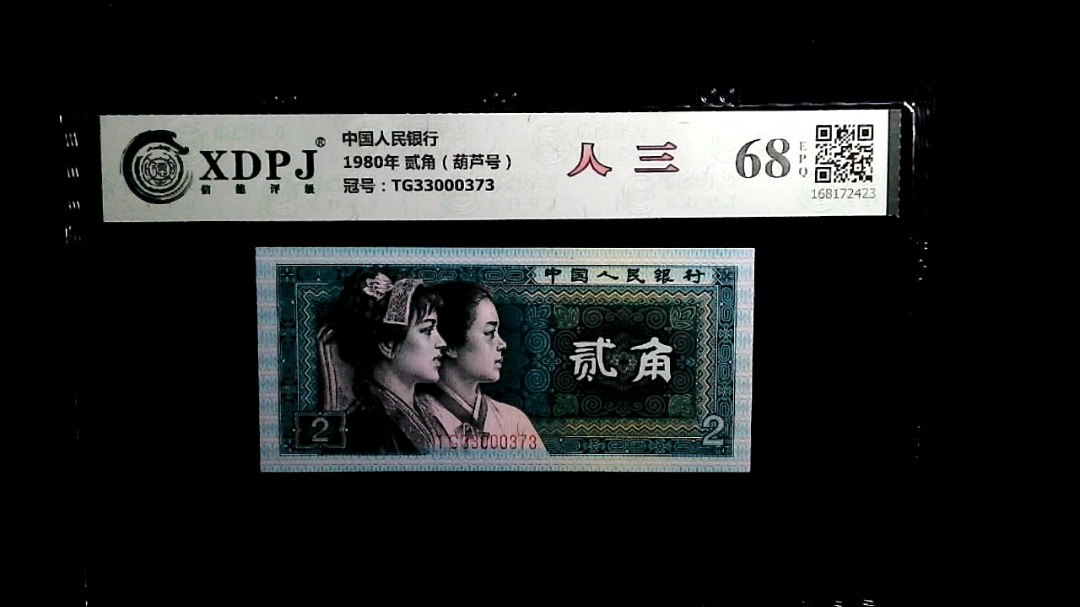 XDPJ®
信德评级
中国人民银行
1980年 贰角（葫芦号）
冠号：TG33000373
人 三
68
EPQ
168172423
中国人民银行
贰角
2
TG33000373
2